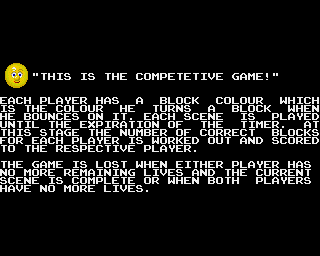 "THIS IS THE COMPETETIVE GAME!"
EACH PLAYER HAS A BLOCK COLOUR WHICH
IS THE COLOUR HE TURNS A BLOCK WHEN
HE BOUNCES ON IT. EACH SCENE IS PLAYED
UNTIL THE EXPIRATION OF THE TIMER. AT
THIS STAGE THE NUMBER OF CORRECT BLOCKS
FOR EACH PLAYER IS WORKED OUT AND SCORED
TO THE RESPECTIVE PLAYER.
THE GAME IS LOST WHEN EITHER PLAYER HAS
NO MORE REMAINING LIVES AND THE CURRENT
SCENE IS COMPLETE OR WHEN BOTH PLAYERS
HAVE NO MORE LIVES.